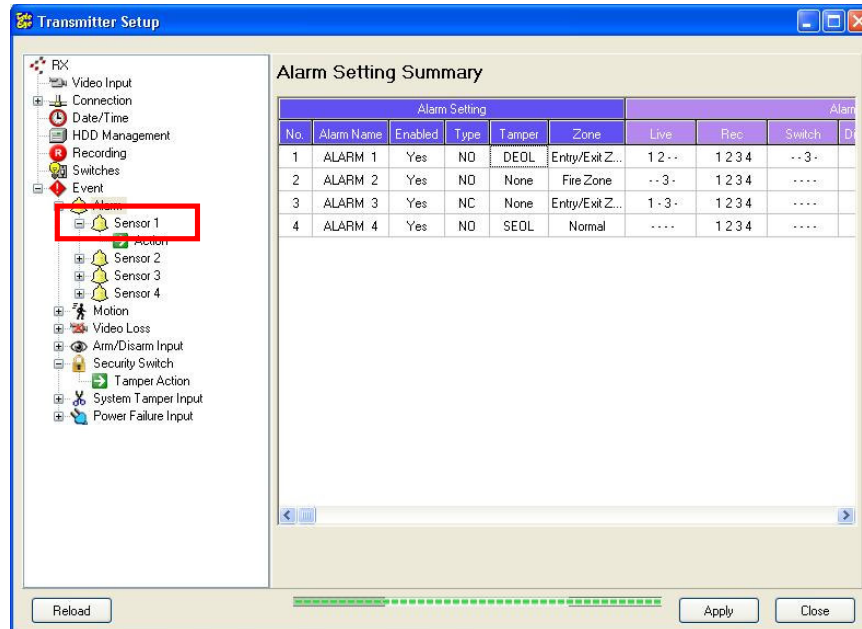 Transmitter Setup
RX
Video Input
Connection
Date/Time
HDD Management
Recording
Switches
Event
Alarm
Sensor 1
Action
Sensor 2
Sensor 3
Sensor 4
Motion
Video Loss
Arm/Disarm Input
Security Switch
Tamper Action
System Tamper Input
Power Failure Input
Alarm Setting Summary
Alarm Setting Alarm
No. Alarm Name Enabled Type Tamper Zone Live Rec Switch
1 ALARM 1 Yes NO DEOL Entry/Exit Z... 1 2 - - 1 2 3 4 - - 3 -
2 ALARM 2 Yes NO None Fire Zone - - 3 - 1 2 3 4 - - - -
3 ALARM 3 Yes NC None Entry/Exit Z... 1 - 3 - 1 2 3 4 - - - -
4 ALARM 4 Yes NO SEOL Normal - - - - 1 2 3 4 - - - -
Reload Apply Close